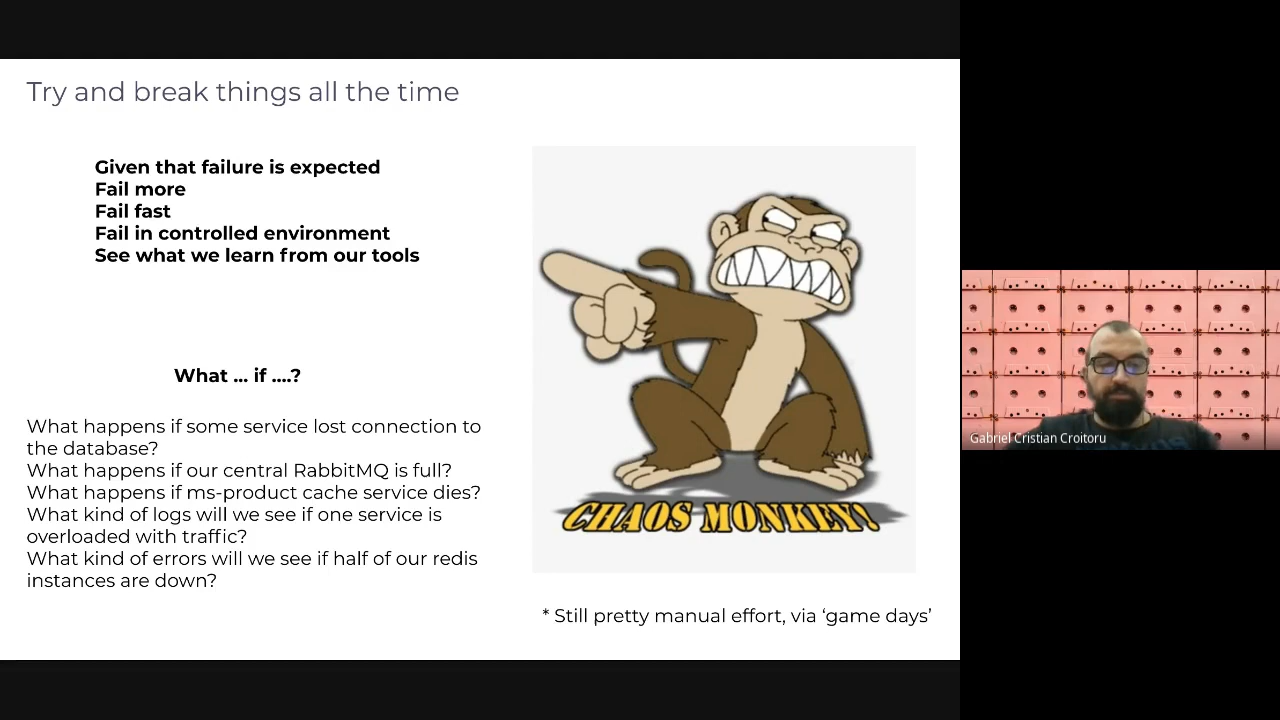 Try and break things all the time
Given that failure is expected
Fail more
Fail fast
Fail in controlled environment
See what we learn from our tools
What ... if ....?
What happens if some service lost connection to
the database?
What happens if our central RabbitMQ is full?
What happens if ms-product cache service dies?
What kind of logs will we see if one service is
overloaded with traffic?
What kind of errors will we see if half of our redis
instances are down?
CHAOS MONKEY!
* Still pretty manual effort, via ‘game days’
Gabriel Cristian Croitoru